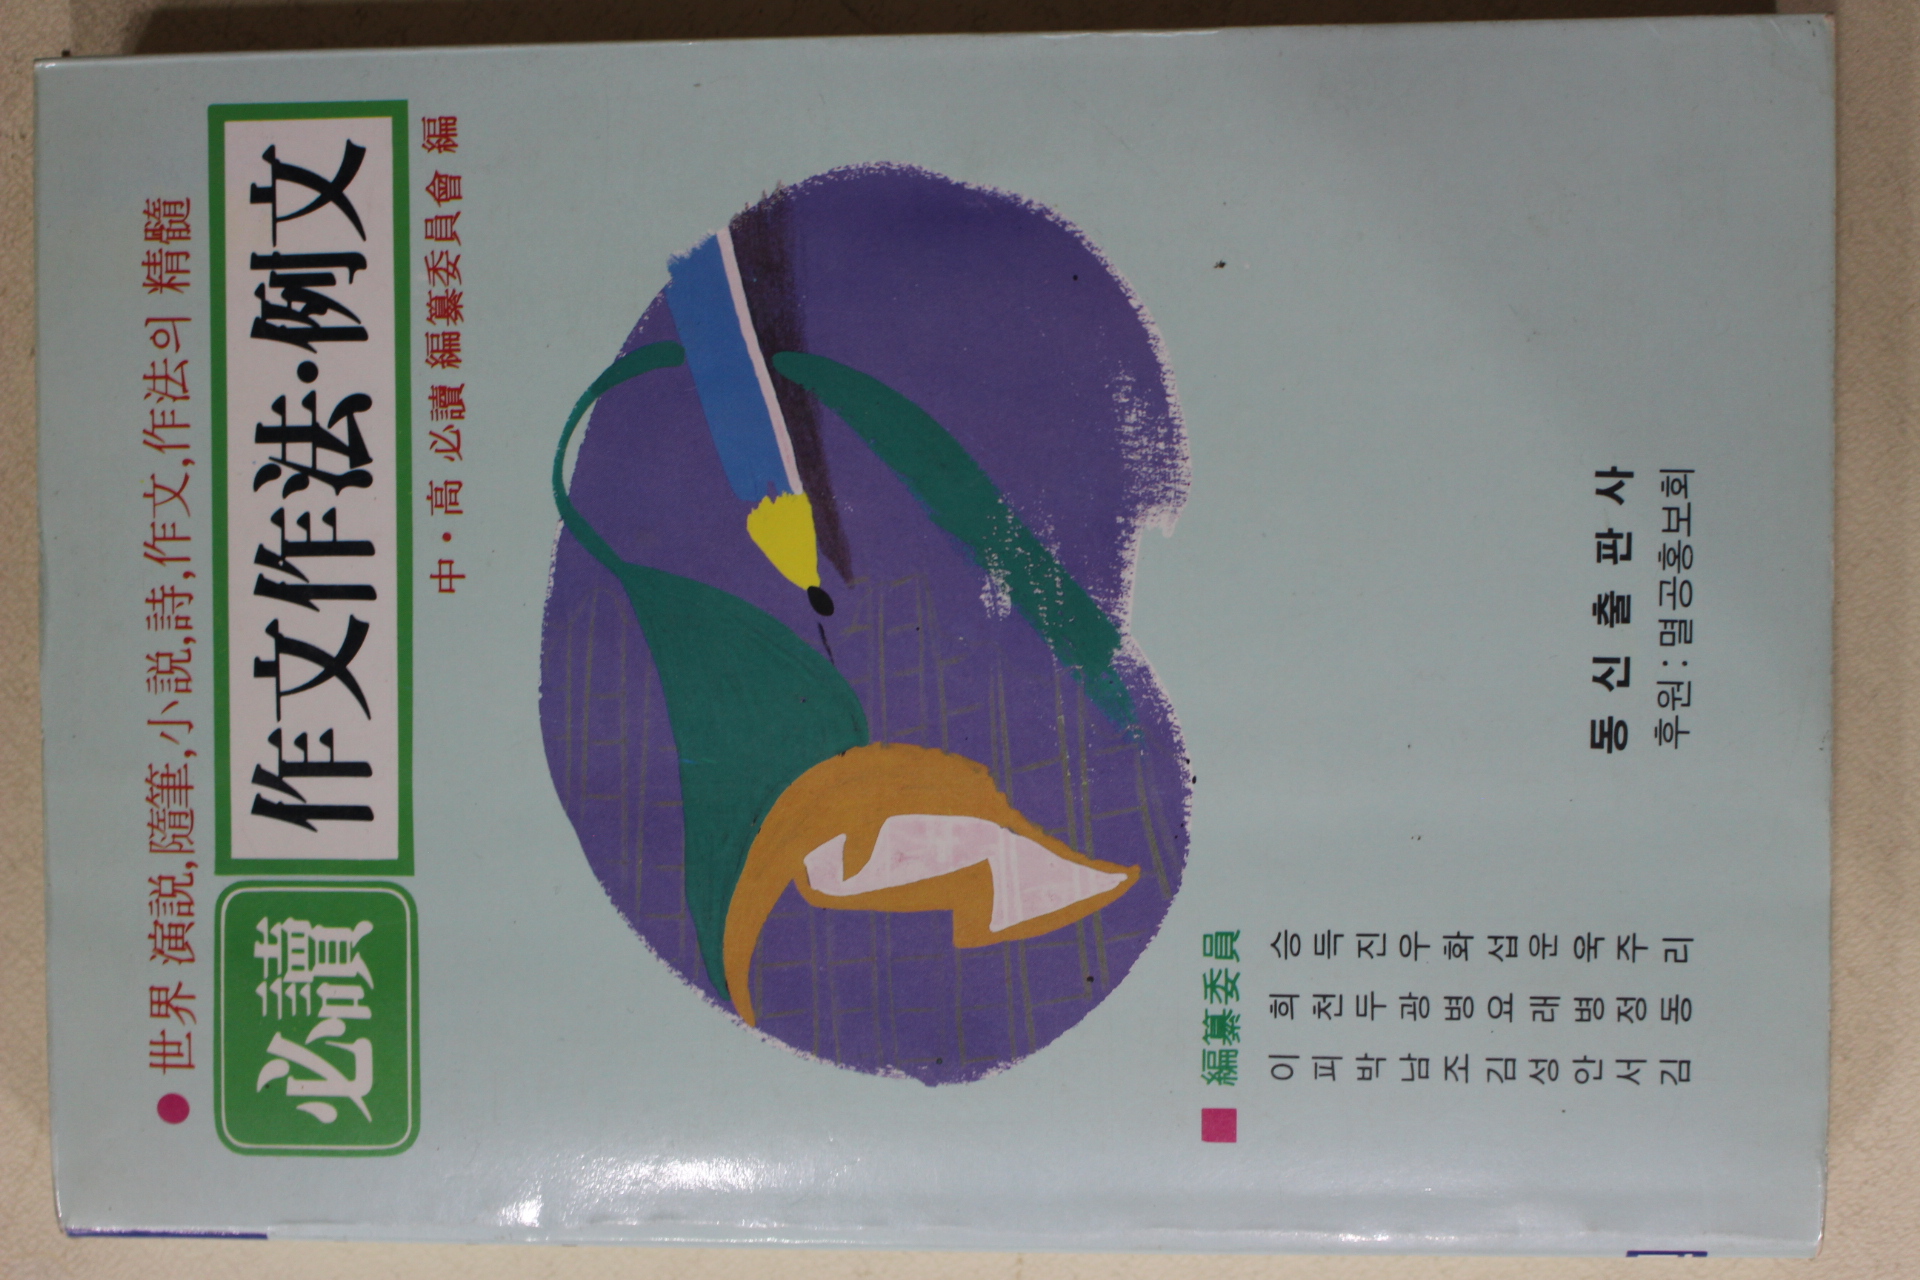 ● 世界 演説,隨筆,小説,詩,作文,作法의 精髓
必讀 作文作法·例文
中·高 必讀 編纂委員會 編
■ 編纂委員
이희승
피천득
박두진
남광우
조병화
김요섭
성래운
안병욱
서정주
김동리
동신출판사
후원:멸공홍보회